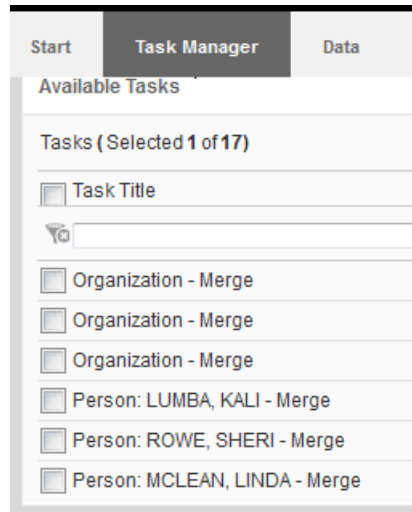 Start Task Manager Data
Available Tasks
Tasks ( Selected 1 of 17)
Task Title
Organization - Merge
Organization - Merge
Organization - Merge
Person: LUMBA, KALI - Merge
Person: ROWE, SHERI - Merge
Person: MCLEAN, LINDA - Merge